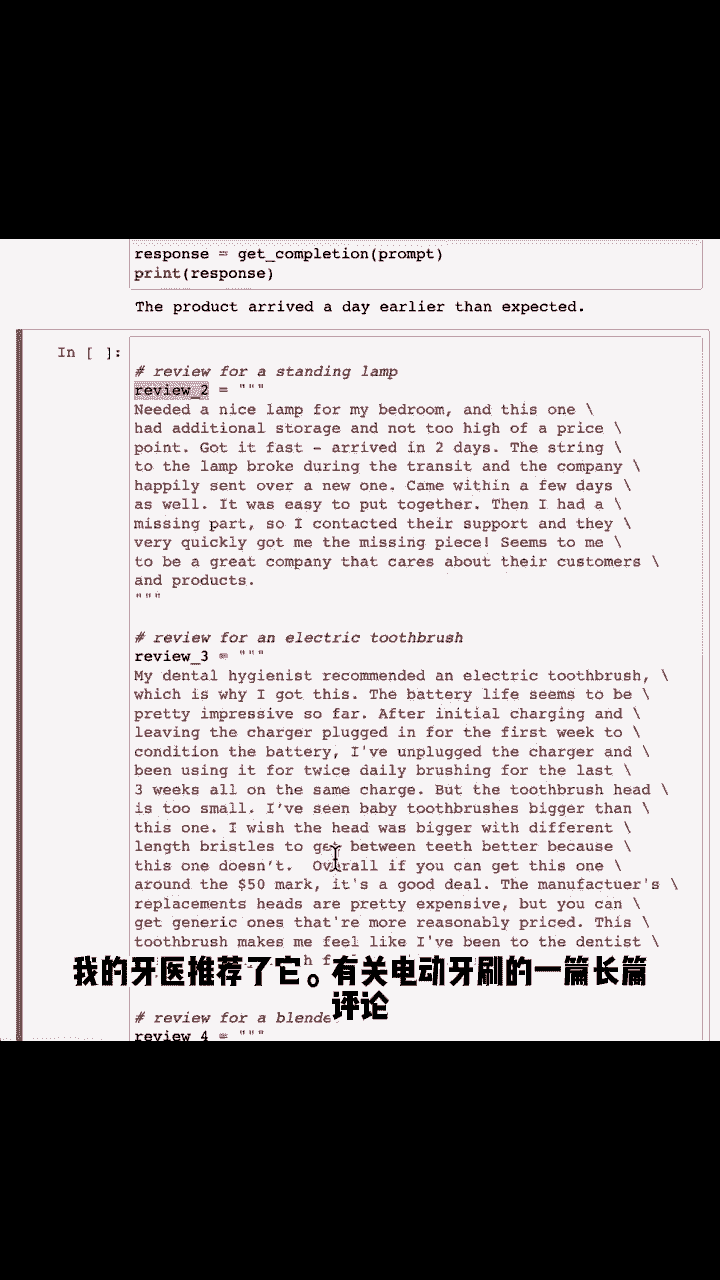 response = get_completion(prompt)
print(response)
The product arrived a day earlier than expected.
In [ ]:
# review for a standing lamp
review_2 = """
Needed a nice lamp for my bedroom, and this one \
had additional storage and not too high of a price \
point. Got it fast - arrived in 2 days. The string \
to the lamp broke during the transit and the company \
happily sent over a new one. Came within a few days \
as well. It was easy to put together. Then I had a \
missing part, so I contacted their support and they \
very quickly got me the missing piece! Seems to me \
to be a great company that cares about their customers \
and products.
"""
# review for an electric toothbrush
review_3 = """
My dental hygienist recommended an electric toothbrush, \
which is why I got this. The battery life seems to be \
pretty impressive so far. After initial charging and \
leaving the charger plugged in for the first week to \
condition the battery, I've unplugged the charger and \
been using it for twice daily brushing for the last \
3 weeks all on the same charge. But the toothbrush head \
is too small. I’ve seen baby toothbrushes bigger than \
this one. I wish the head was bigger with different \
length bristles to get between teeth better because \
this one doesn’t.  Overall if you can get this one \
around the $50 mark, it's a good deal. The manufactuer's \
replacements heads are pretty expensive, but you can \
get generic ones that're more reasonably priced. This \
toothbrush makes me feel like I've been to the dentist \
我的牙医推荐了它。有关电动牙刷的一篇长篇
评论
# review for a blender
review_4 = """